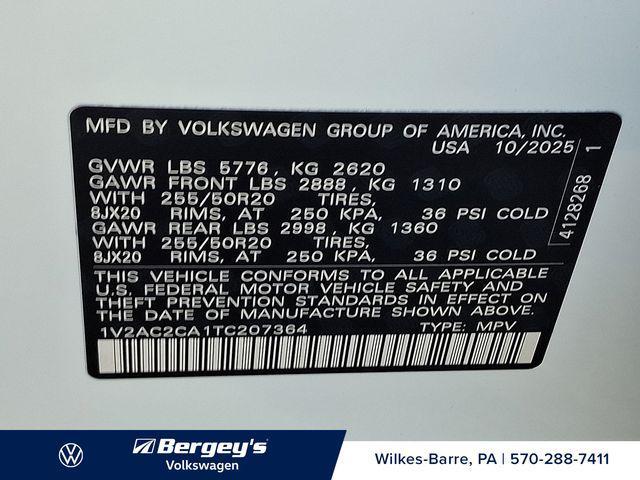 MFD BY VOLKSWAGEN GROUP OF AMERICA, INC.
USA 10/2025
GVWR LBS 5776 , KG 2620
GAWR FRONT LBS 2888 , KG 1310
WITH 255/50R20 TIRES,
8JX20 RIMS, AT 250 KPA, 36 PSI COLD
GAWR REAR LBS 2998 , KG 1360
WITH 255/50R20 TIRES,
8JX20 RIMS, AT 250 KPA, 36 PSI COLD
THIS VEHICLE CONFORMS TO ALL APPLICABLE
U.S. FEDERAL MOTOR VEHICLE SAFETY AND
THEFT PREVENTION STANDARDS IN EFFECT ON
THE DATE OF MANUFACTURE SHOWN ABOVE.
1V2AC2CA1TC207364 TYPE: MPV
4128268 1
Bergey's
Volkswagen
Wilkes-Barre, PA | 570-288-7411